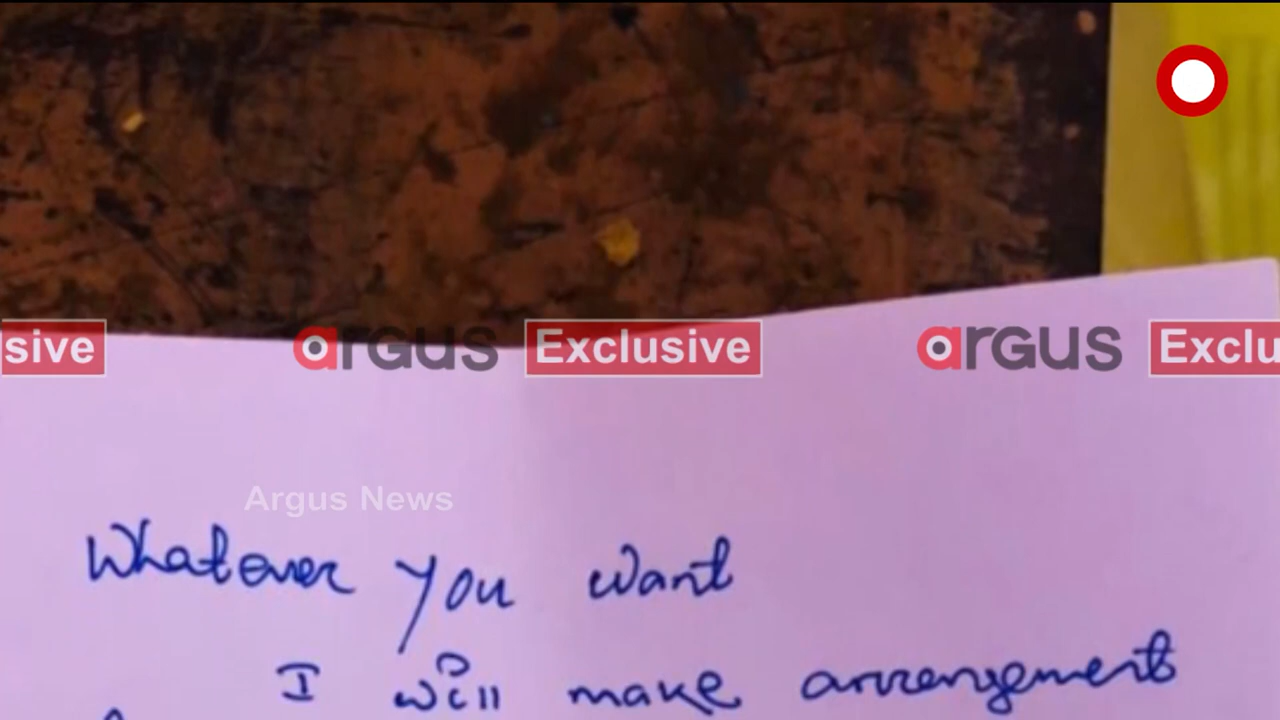 sive argus Exclusive argus Exclu
Argus News
Whatever you want
I will make arrangements